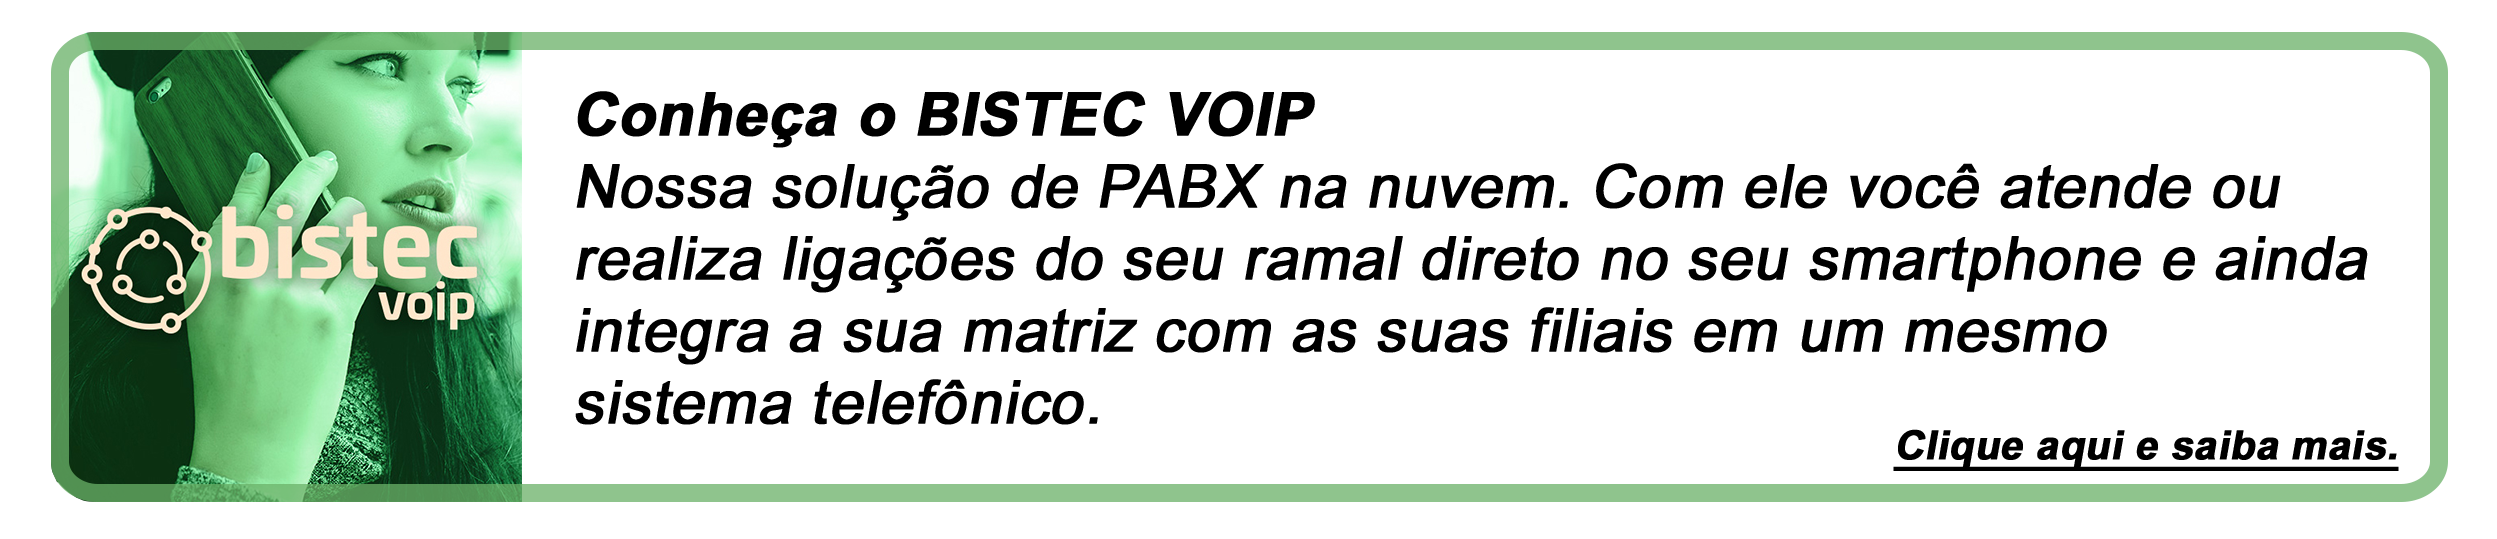 bistec
voip
Conheça o BISTEC VOIP
Nossa solução de PABX na nuvem. Com ele você atende ou
realiza ligações do seu ramal direto no seu smartphone e ainda
integra a sua matriz com as suas filiais em um mesmo
sistema telefônico.
Clique aqui e saiba mais.